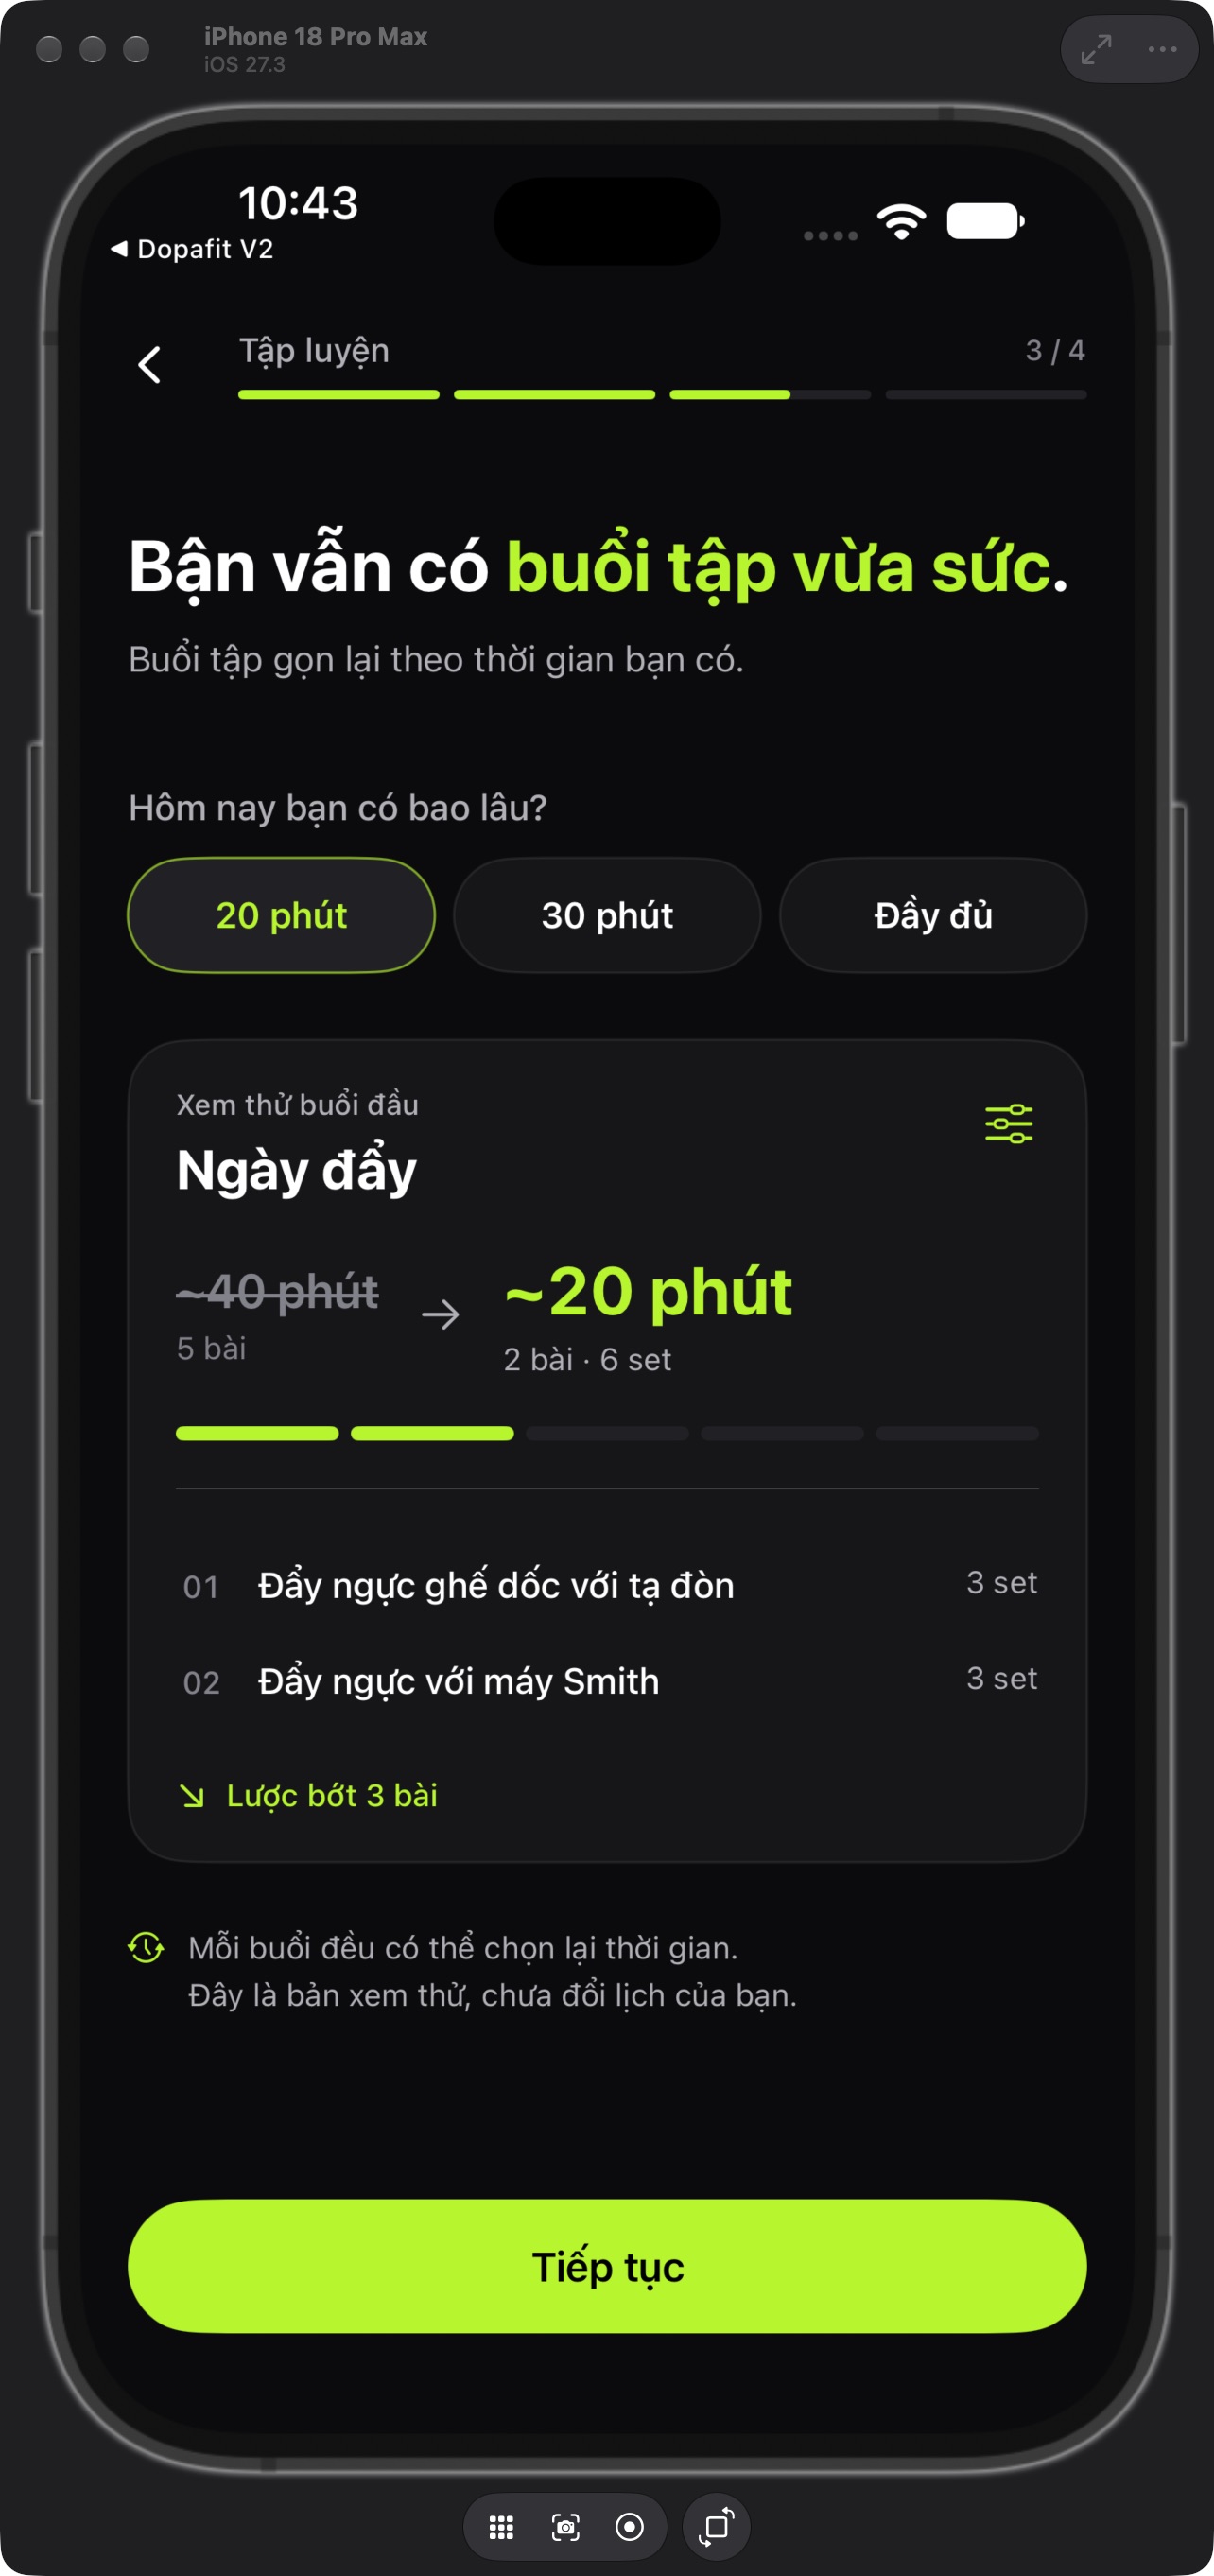 iPhone 18 Pro Max
iOS 27.3
10:43
◀ Dopafit V2
Tập luyện
3 / 4
Bận vẫn có buổi tập vừa sức.
Buổi tập gọn lại theo thời gian bạn có.
Hôm nay bạn có bao lâu?
20 phút
30 phút
Đầy đủ
Xem thử buổi đầu
Ngày đẩy
~40 phút
5 bài
→
~20 phút
2 bài · 6 set
01 Đẩy ngực ghế dốc với tạ đòn 3 set
02 Đẩy ngực với máy Smith 3 set
Lược bớt 3 bài
Mỗi buổi đều có thể chọn lại thời gian.
Đây là bản xem thử, chưa đổi lịch của bạn.
Tiếp tục